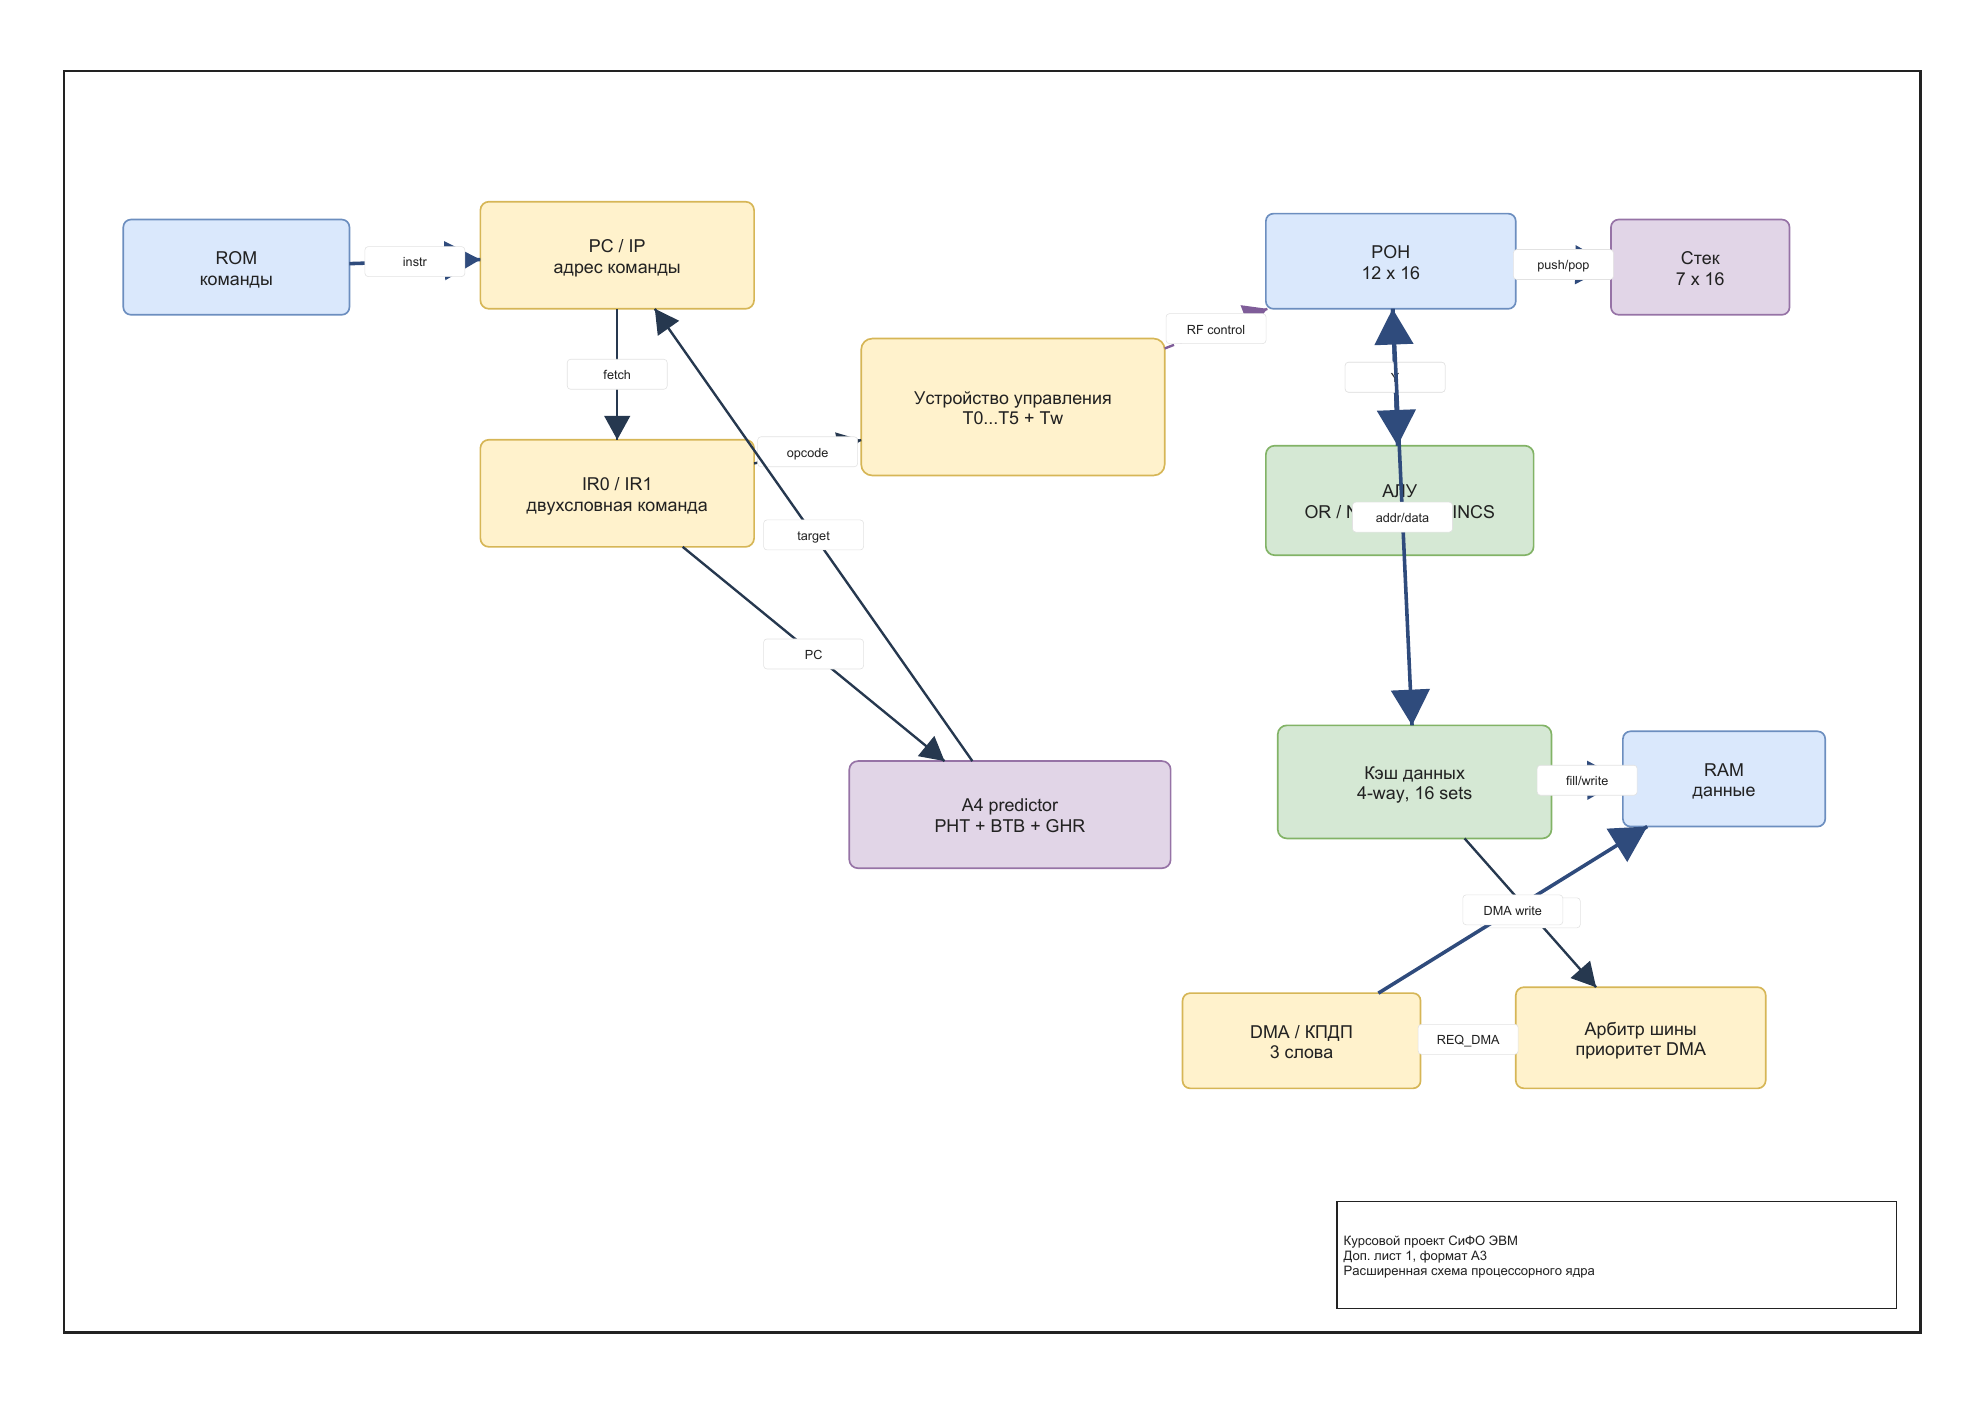 ROM
команды
instr
PC / IP
адрес команды
РОН
12 x 16
push/pop
Стек
7 x 16
RF control
fetch
Устройство управления
T0...T5 + Tw
opcode
IR0 / IR1
двухсловная команда
АЛУ
OR / INCS
addr/data
target
PC
A4 predictor
PHT + BTB + GHR
Кэш данных
4-way, 16 sets
fill/write
RAM
данные
DMA write
DMA / КПДП
3 слова
REQ_DMA
Арбитр шины
приоритет DMA
Курсовой проект СиФО ЭВМ
Доп. лист 1, формат А3
Расширенная схема процессорного ядра